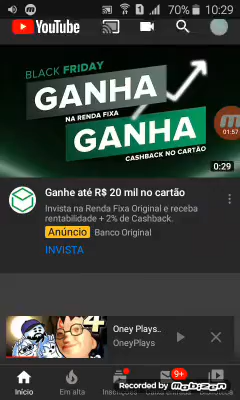 70% 10:29
YouTube
BLACK FRIDAY
GANHA
NA RENDA FIXA
GANHA
CASHBACK NO CARTÃO
01:57
0:29
Ganhe até R$ 20 mil no cartão
Invista na Renda Fixa Original e receba
rentabilidade + 2% de Cashback.
Anúncio Banco Original
INVISTA
Oney Plays..
OneyPlays
9+
Início Em alta Inscrições
Recorded by Mobizen